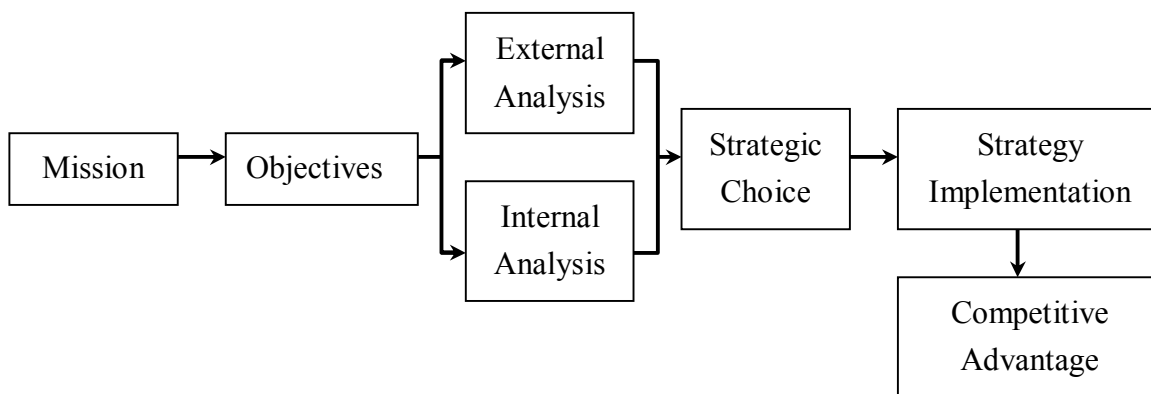 Mission
Objectives
External
Analysis
Internal
Analysis
Strategic
Choice
Strategy
Implementation
Competitive
Advantage